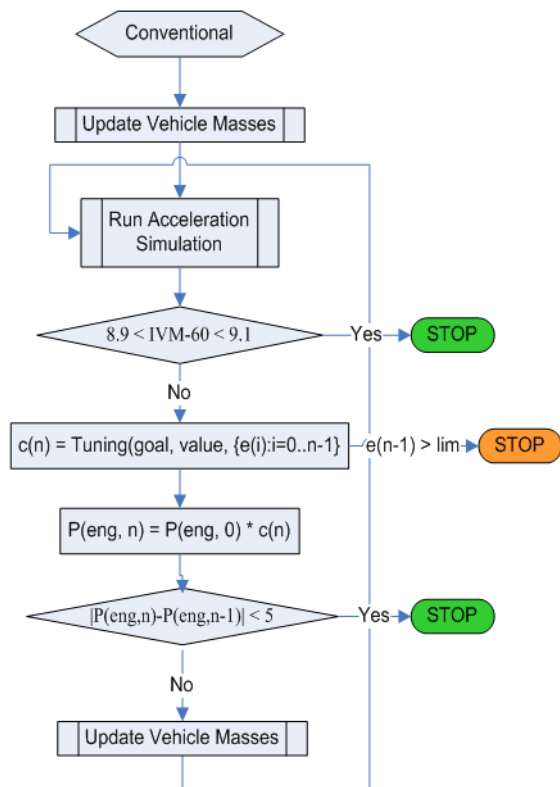 Conventional
Update Vehicle Masses
Run Acceleration
Simulation
8.9 < IVM-60 < 9.1
Yes
STOP
No
c(n) = Tuning(goal, value, {e(i):i=0..n-1}
e(n-1) > lim
STOP
P(eng, n) = P(eng, 0) * c(n)
|P(eng,n)-P(eng,n-1)| < 5
Yes
STOP
No
Update Vehicle Masses